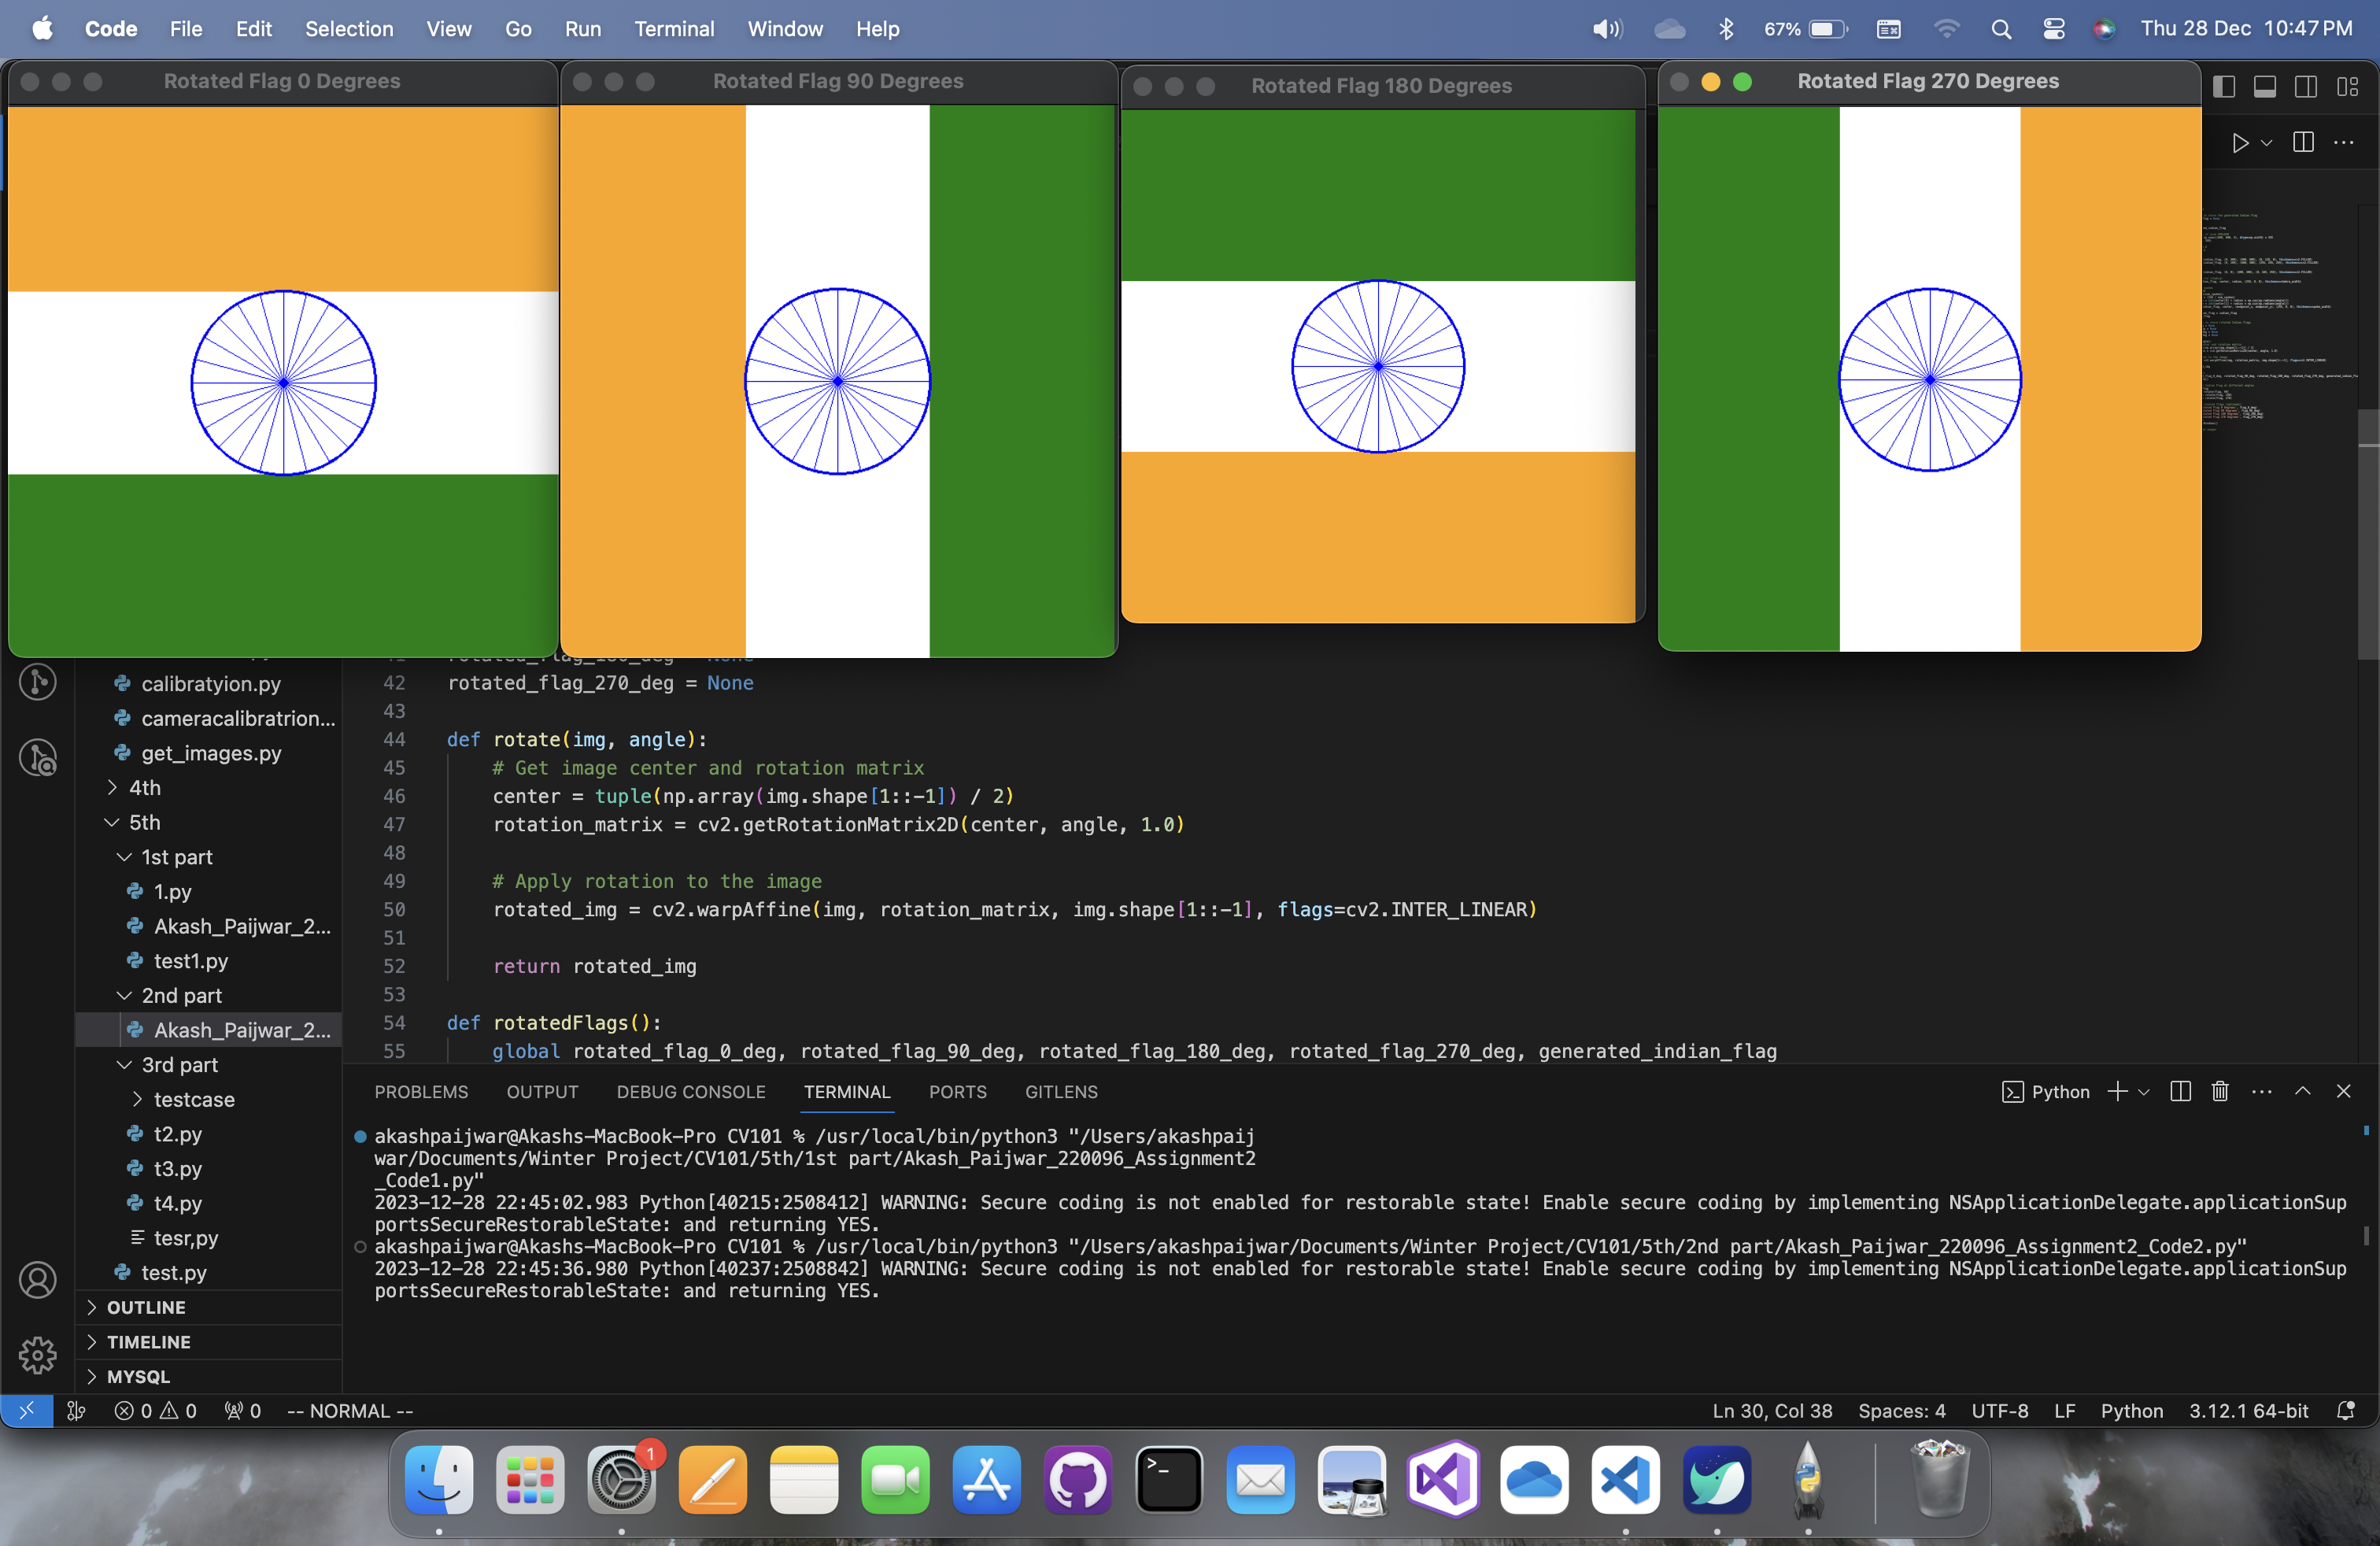 Code File Edit Selection View Go Run Terminal Window Help 67% Thu 28 Dec 10:47 PM
Rotated Flag 0 Degrees
Rotated Flag 90 Degrees
Rotated Flag 180 Degrees
Rotated Flag 270 Degrees
calibratyion.py
cameracalibratrion...
get_images.py
4th
5th
1st part
1.py
Akash_Paijwar_2...
test1.py
2nd part
Akash_Paijwar_2...
3rd part
testcase
t2.py
t3.py
t4.py
tesr,py
test.py
OUTLINE
TIMELINE
MYSQL
41 rotated_flag_180_deg = None
42 rotated_flag_270_deg = None
43
44 def rotate(img, angle):
45 # Get image center and rotation matrix
46 center = tuple(np.array(img.shape[1::-1]) / 2)
47 rotation_matrix = cv2.getRotationMatrix2D(center, angle, 1.0)
48
49 # Apply rotation to the image
50 rotated_img = cv2.warpAffine(img, rotation_matrix, img.shape[1::-1], flags=cv2.INTER_LINEAR)
51
52 return rotated_img
53
54 def rotatedFlags():
55 global rotated_flag_0_deg, rotated_flag_90_deg, rotated_flag_180_deg, rotated_flag_270_deg, generated_indian_flag
PROBLEMS OUTPUT DEBUG CONSOLE TERMINAL PORTS GITLENS Python
akashpaijwar@Akashs-MacBook-Pro CV101 % /usr/local/bin/python3 "/Users/akashpaij
war/Documents/Winter Project/CV101/5th/1st part/Akash_Paijwar_220096_Assignment2
_Code1.py"
2023-12-28 22:45:02.983 Python[40215:2508412] WARNING: Secure coding is not enabled for restorable state! Enable secure coding by implementing NSApplicationDelegate.applicationSup
portsSecureRestorableState: and returning YES.
akashpaijwar@Akashs-MacBook-Pro CV101 % /usr/local/bin/python3 "/Users/akashpaijwar/Documents/Winter Project/CV101/5th/2nd part/Akash_Paijwar_220096_Assignment2_Code2.py"
2023-12-28 22:45:36.980 Python[40237:2508842] WARNING: Secure coding is not enabled for restorable state! Enable secure coding by implementing NSApplicationDelegate.applicationSup
portsSecureRestorableState: and returning YES.
0 0 0 -- NORMAL -- Ln 30, Col 38 Spaces: 4 UTF-8 LF Python 3.12.1 64-bit
1